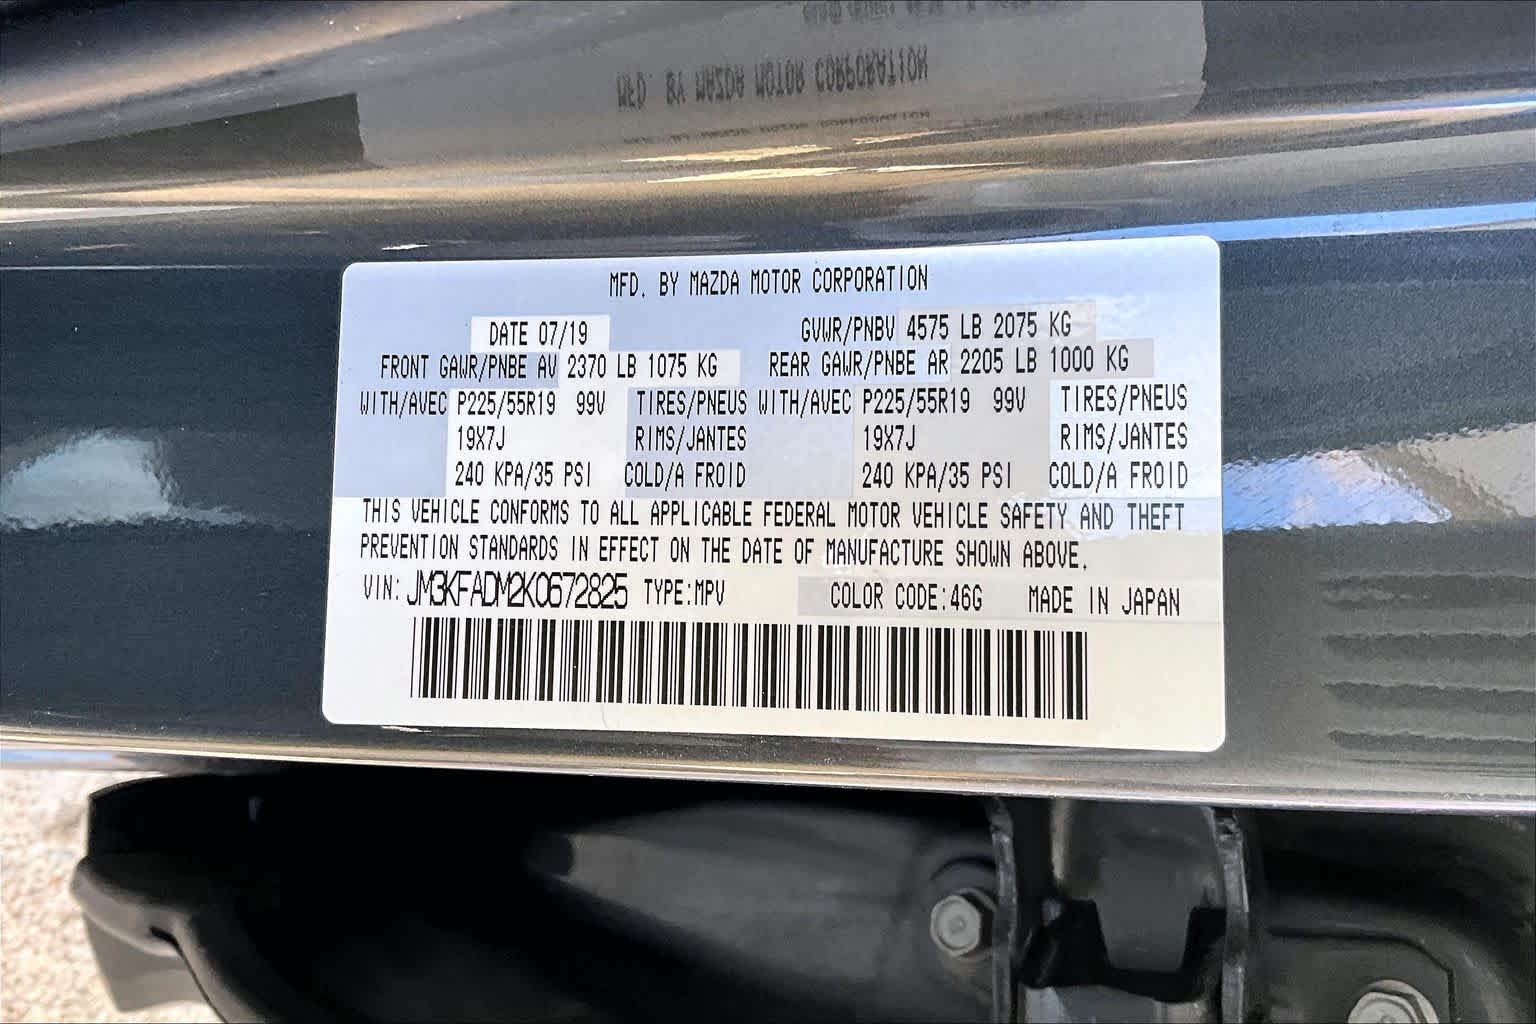 MFD. BY MAZDA MOTOR CORPORATION
DATE 07/19 GVWR/PNBV 4575 LB 2075 KG
FRONT GAWR/PNBE AV 2370 LB 1075 KG REAR GAWR/PNBE AR 2205 LB 1000 KG
WITH/AVEC P225/55R19 99V TIRES/PNEUS WITH/AVEC P225/55R19 99V TIRES/PNEUS
19X7J RIMS/JANTES 19X7J RIMS/JANTES
240 KPA/35 PSI COLD/A FROID 240 KPA/35 PSI COLD/A FROID
THIS VEHICLE CONFORMS TO ALL APPLICABLE FEDERAL MOTOR VEHICLE SAFETY AND THEFT
PREVENTION STANDARDS IN EFFECT ON THE DATE OF MANUFACTURE SHOWN ABOVE.
VIN: JM3KFADM2K0672825 TYPE:MPV COLOR CODE:46G MADE IN JAPAN